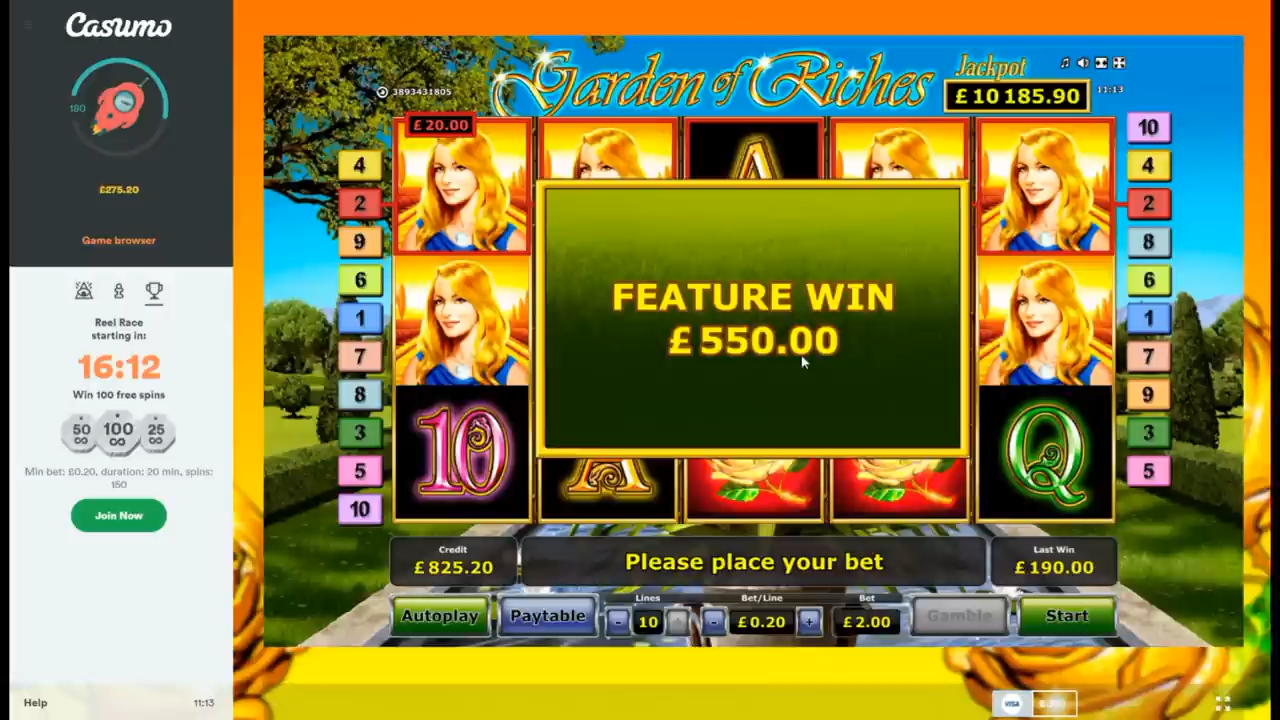 Casumo
180
£275.20
Game browser
Reel Race
starting in:
16:12
Win 100 free spins
50 100 25
Min bet: £0.20, duration: 20 min, spins:
150
Join Now
Help 11:13
Garden of Riches
Jackpot
£10 185.90
11:13
3893431805
£20.00
4
2
9
6
1
7
8
3
5
10
10
4
2
8
6
1
7
9
3
5
A
FEATURE WIN
£550.00
10
A
Q
Credit
£825.20
Please place your bet
Last Win
£190.00
Autoplay
Paytable
Lines
- 10 +
Bet/Line
- £0.20 +
Bet
£2.00
Gamble
Start
VISA